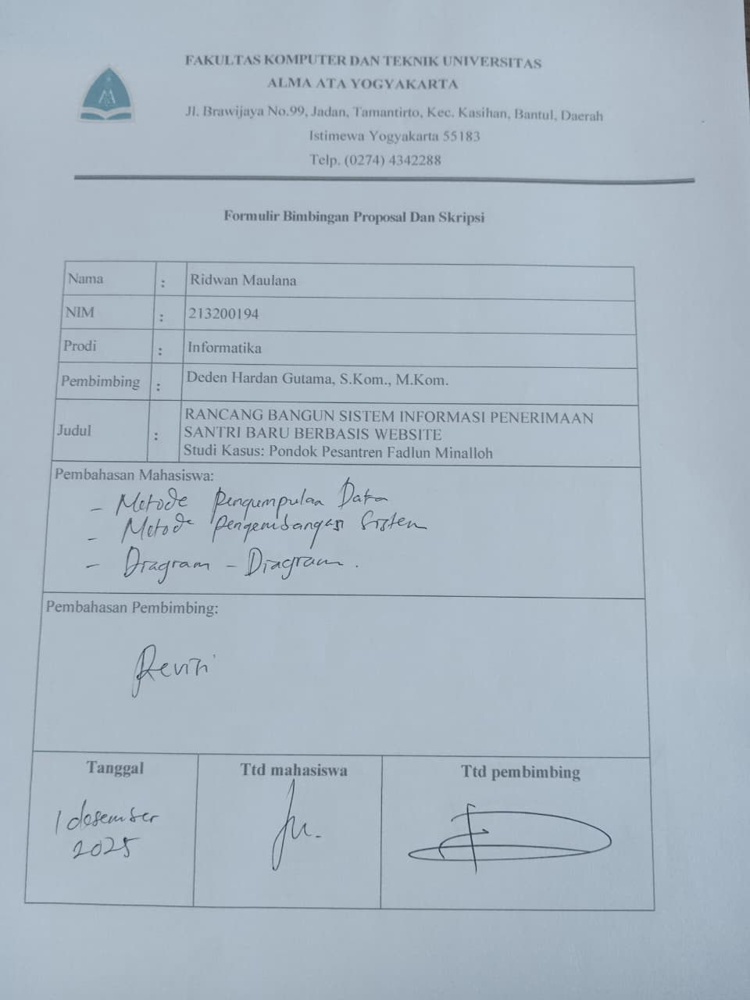 FAKULTAS KOMPUTER DAN TEKNIK UNIVERSITAS
ALMA ATA YOGYAKARTA
Jl. Brawijaya No.99, Jadan, Tamantirto, Kec. Kasihan, Bantul, Daerah
Istimewa Yogyakarta 55183
Telp. (0274) 4342288
Formulir Bimbingan Proposal Dan Skripsi
Nama : Ridwan Maulana
NIM : 213200194
Prodi : Informatika
Pembimbing : Deden Hardan Gutama, S.Kom., M.Kom.
Judul : RANCANG BANGUN SISTEM INFORMASI PENERIMAAN
SANTRI BARU BERBASIS WEBSITE
Studi Kasus: Pondok Pesantren Fadlun Minalloh
Pembahasan Mahasiswa:
- Metode Pengumpulan Data
- Metode Pengembangan Sistem
- Diagram - Diagram.
Pembahasan Pembimbing:
Revisi
Tanggal Ttd mahasiswa Ttd pembimbing
1 desember
2025